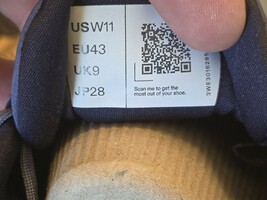 USW11
EU43
UK9
JP28
Scan me to get the
most out of your shoe.